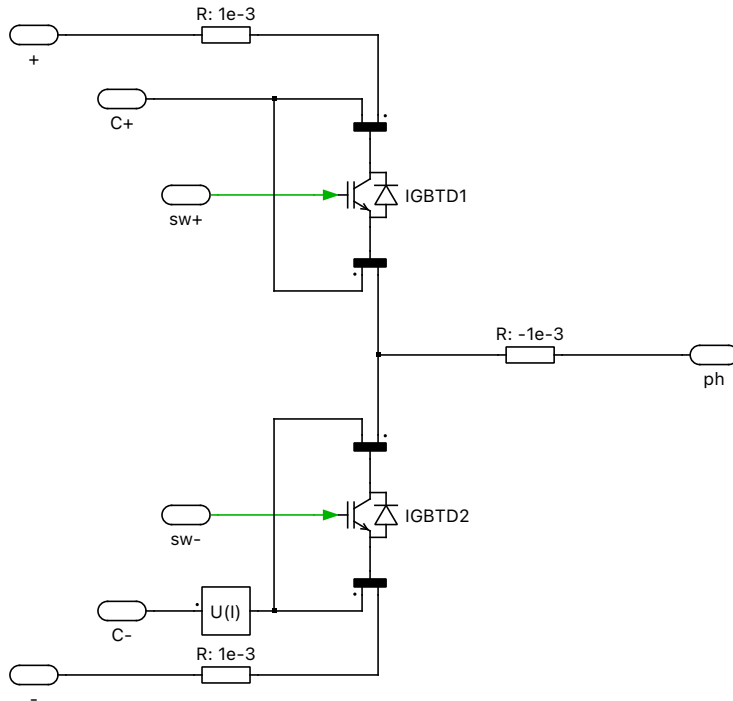 R: 1e-3
+
C+
IGBTD1
sw+
R: -1e-3
ph
IGBTD2
sw-
U(I)
C-
R: 1e-3
-